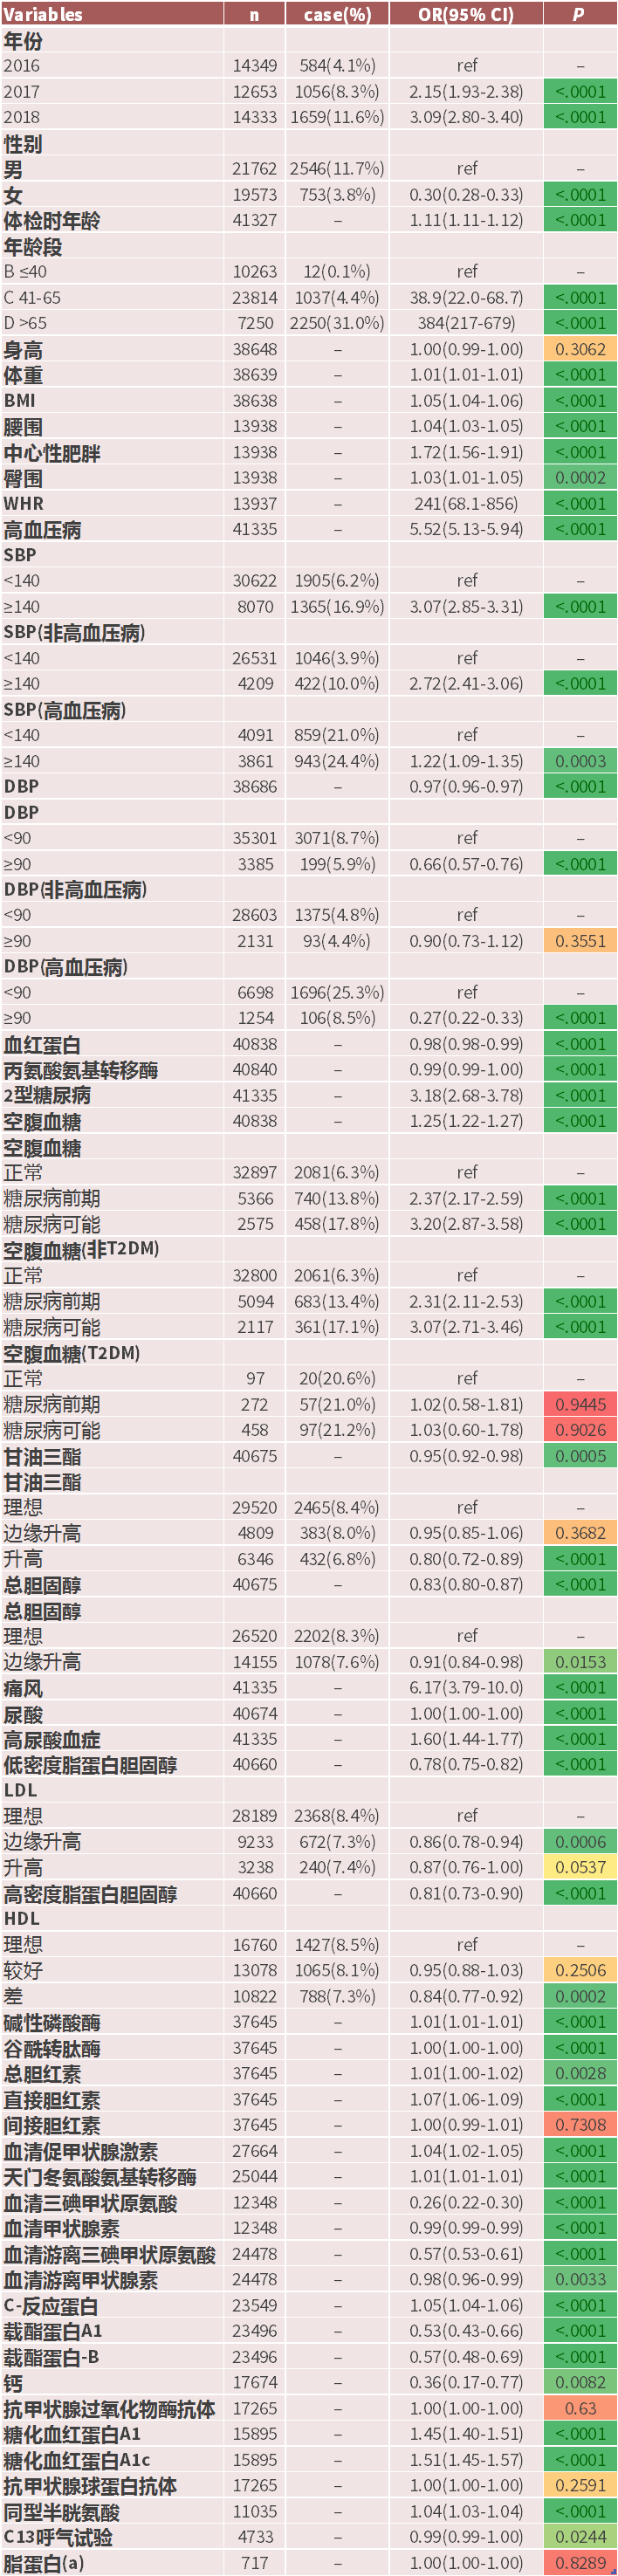 Variables n case(%) OR(95% CI) P
年份
2016 14349 584(4.1%) ref –
2017 12653 1056(8.3%) 2.15(1.93-2.38) <.0001
2018 14333 1659(11.6%) 3.09(2.80-3.40) <.0001
性别
男 21762 2546(11.7%) ref –
女 19573 753(3.8%) 0.30(0.28-0.33) <.0001
体检时年龄 41327 – 1.11(1.11-1.12) <.0001
年龄段
B ≤40 10263 12(0.1%) ref –
C 41-65 23814 1037(4.4%) 38.9(22.0-68.7) <.0001
D >65 7250 2250(31.0%) 384(217-679) <.0001
身高 38648 – 1.00(0.99-1.00) 0.3062
体重 38639 – 1.01(1.01-1.01) <.0001
BMI 38638 – 1.05(1.04-1.06) <.0001
腰围 13938 – 1.04(1.03-1.05) <.0001
中心性肥胖 13938 – 1.72(1.56-1.91) <.0001
臀围 13938 – 1.03(1.01-1.05) 0.0002
WHR 13937 – 241(68.1-856) <.0001
高血压病 41335 – 5.52(5.13-5.94) <.0001
SBP
<140 30622 1905(6.2%) ref –
≥140 8070 1365(16.9%) 3.07(2.85-3.31) <.0001
SBP(非高血压病)
<140 26531 1046(3.9%) ref –
≥140 4209 422(10.0%) 2.72(2.41-3.06) <.0001
SBP(高血压病)
<140 4091 859(21.0%) ref –
≥140 3861 943(24.4%) 1.22(1.09-1.35) 0.0003
DBP 38686 – 0.97(0.96-0.97) <.0001
DBP
<90 35301 3071(8.7%) ref –
≥90 3385 199(5.9%) 0.66(0.57-0.76) <.0001
DBP(非高血压病)
<90 28603 1375(4.8%) ref –
≥90 2131 93(4.4%) 0.90(0.73-1.12) 0.3551
DBP(高血压病)
<90 6698 1696(25.3%) ref –
≥90 1254 106(8.5%) 0.27(0.22-0.33) <.0001
血红蛋白 40838 – 0.98(0.98-0.99) <.0001
丙氨酸氨基转移酶 40840 – 0.99(0.99-1.00) <.0001
2型糖尿病 41335 – 3.18(2.68-3.78) <.0001
空腹血糖 40838 – 1.25(1.22-1.27) <.0001
空腹血糖
正常 32897 2081(6.3%) ref –
糖尿病前期 5366 740(13.8%) 2.37(2.17-2.59) <.0001
糖尿病可能 2575 458(17.8%) 3.20(2.87-3.58) <.0001
空腹血糖(非T2DM)
正常 32800 2061(6.3%) ref –
糖尿病前期 5094 683(13.4%) 2.31(2.11-2.53) <.0001
糖尿病可能 2117 361(17.1%) 3.07(2.71-3.46) <.0001
空腹血糖(T2DM)
正常 97 20(20.6%) ref –
糖尿病前期 272 57(21.0%) 1.02(0.58-1.81) 0.9445
糖尿病可能 458 97(21.2%) 1.03(0.60-1.78) 0.9026
甘油三酯 40675 – 0.95(0.92-0.98) 0.0005
甘油三酯
理想 29520 2465(8.4%) ref –
边缘升高 4809 383(8.0%) 0.95(0.85-1.06) 0.3682
升高 6346 432(6.8%) 0.80(0.72-0.89) <.0001
总胆固醇 40675 – 0.83(0.80-0.87) <.0001
总胆固醇
理想 26520 2202(8.3%) ref –
边缘升高 14155 1078(7.6%) 0.91(0.84-0.98) 0.0153
痛风 41335 – 6.17(3.79-10.0) <.0001
尿酸 40674 – 1.00(1.00-1.00) <.0001
高尿酸血症 41335 – 1.60(1.44-1.77) <.0001
低密度脂蛋白胆固醇 40660 – 0.78(0.75-0.82) <.0001
LDL
理想 28189 2368(8.4%) ref –
边缘升高 9233 672(7.3%) 0.86(0.78-0.94) 0.0006
升高 3238 240(7.4%) 0.87(0.76-1.00) 0.0537
高密度脂蛋白胆固醇 40660 – 0.81(0.73-0.90) <.0001
HDL
理想 16760 1427(8.5%) ref –
较好 13078 1065(8.1%) 0.95(0.88-1.03) 0.2506
差 10822 788(7.3%) 0.84(0.77-0.92) 0.0002
碱性磷酸酶 37645 – 1.01(1.01-1.01) <.0001
谷酰转肽酶 37645 – 1.00(1.00-1.00) <.0001
总胆红素 37645 – 1.01(1.00-1.02) 0.0028
直接胆红素 37645 – 1.07(1.06-1.09) <.0001
间接胆红素 37645 – 1.00(0.99-1.01) 0.7308
血清促甲状腺激素 27664 – 1.04(1.02-1.05) <.0001
天门冬氨酸氨基转移酶 25044 – 1.01(1.01-1.01) <.0001
血清三碘甲状原氨酸 12348 – 0.26(0.22-0.30) <.0001
血清甲状腺素 12348 – 0.99(0.99-0.99) <.0001
血清游离三碘甲状原氨酸 24478 – 0.57(0.53-0.61) <.0001
血清游离甲状腺素 24478 – 0.98(0.96-0.99) 0.0033
C-反应蛋白 23549 – 1.05(1.04-1.06) <.0001
载酯蛋白A1 23496 – 0.53(0.43-0.66) <.0001
载酯蛋白-B 23496 – 0.57(0.48-0.69) <.0001
钙 17674 – 0.36(0.17-0.77) 0.0082
抗甲状腺过氧化物酶抗体 17265 – 1.00(1.00-1.00) 0.63
糖化血红蛋白A1 15895 – 1.45(1.40-1.51) <.0001
糖化血红蛋白A1c 15895 – 1.51(1.45-1.57) <.0001
抗甲状腺球蛋白抗体 17265 – 1.00(1.00-1.00) 0.2591
同型半胱氨酸 11035 – 1.04(1.03-1.04) <.0001
C13呼气试验 4733 – 0.99(0.99-1.00) 0.0244
脂蛋白(a) 717 – 1.00(1.00-1.00) 0.8289